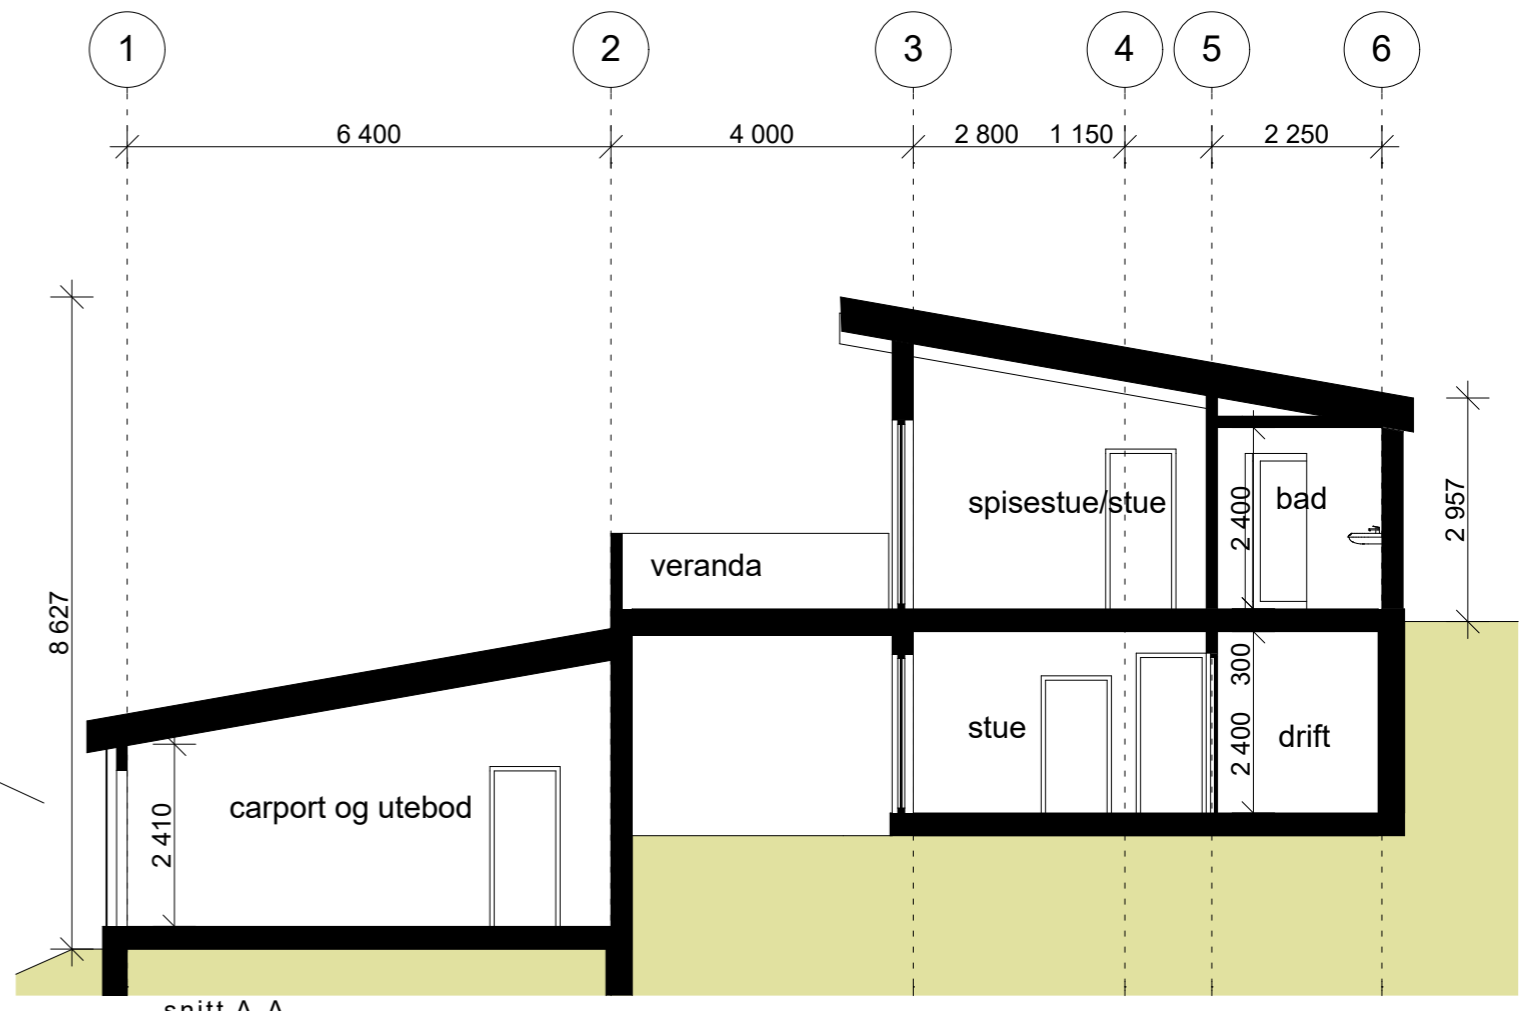 1 2 3 4 5 6
6 400 4 000 2 800 1 150 2 250
8 627
spisestue/stue
2 400
bad
2 957
veranda
300
stue
2 400
drift
carport og utebod
2 410
snitt A-A